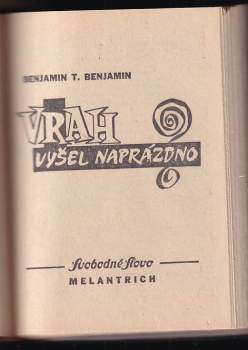 BENJAMIN T. BENJAMIN
VRAH
VYŠEL NAPRÁZDNO
Svobodné slovo
MELANTRICH